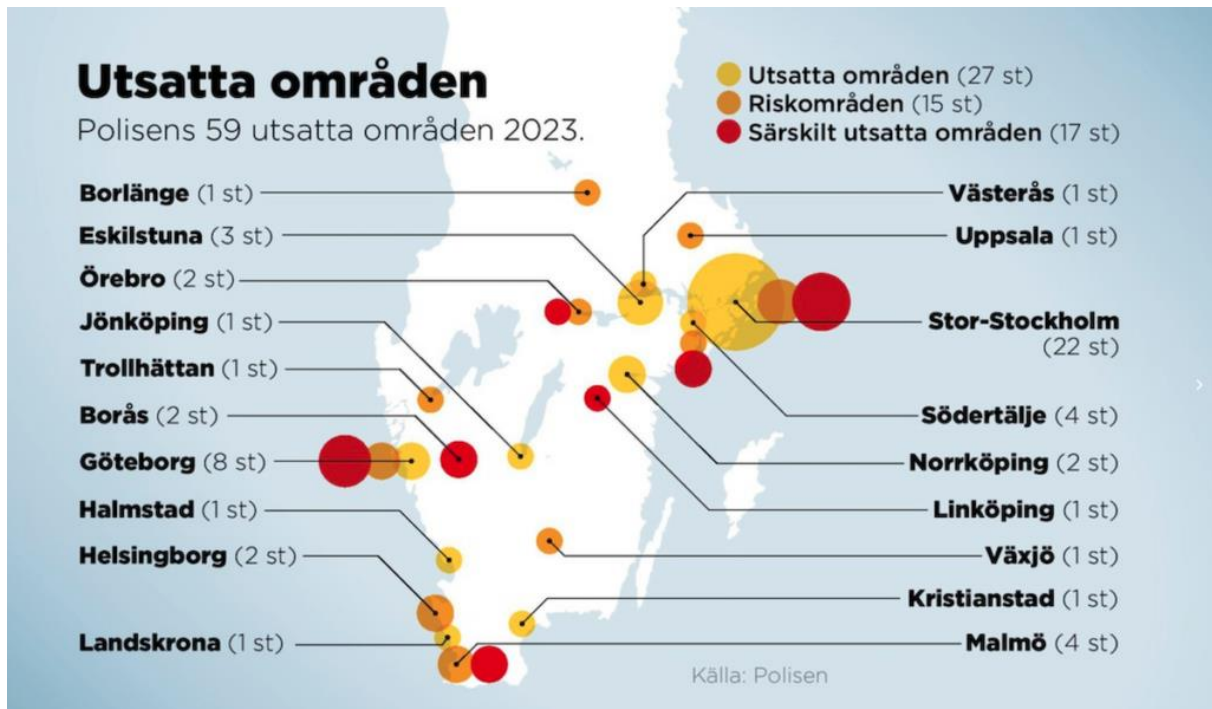 Utsatta områden
Polisens 59 utsatta områden 2023.
Utsatta områden (27 st)
Riskområden (15 st)
Särskilt utsatta områden (17 st)
Borlänge (1 st)
Eskilstuna (3 st)
Örebro (2 st)
Jönköping (1 st)
Trollhättan (1 st)
Borås (2 st)
Göteborg (8 st)
Halmstad (1 st)
Helsingborg (2 st)
Landskrona (1 st)
Västerås (1 st)
Uppsala (1 st)
Stor-Stockholm
(22 st)
Södertälje (4 st)
Norrköping (2 st)
Linköping (1 st)
Växjö (1 st)
Kristianstad (1 st)
Malmö (4 st)
Källa: Polisen